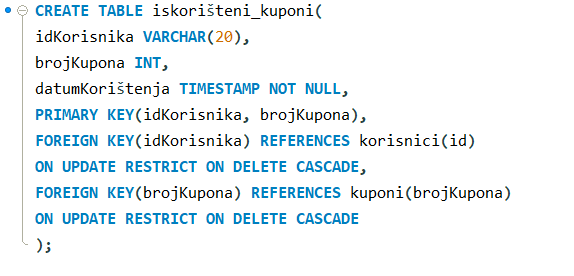 CREATE TABLE iskorišteni_kuponi(
idKorisnika VARCHAR(20),
brojKupona INT,
datumKorištenja TIMESTAMP NOT NULL,
PRIMARY KEY(idKorisnika, brojKupona),
FOREIGN KEY(idKorisnika) REFERENCES korisnici(id)
ON UPDATE RESTRICT ON DELETE CASCADE,
FOREIGN KEY(brojKupona) REFERENCES kuponi(brojKupona)
ON UPDATE RESTRICT ON DELETE CASCADE
);